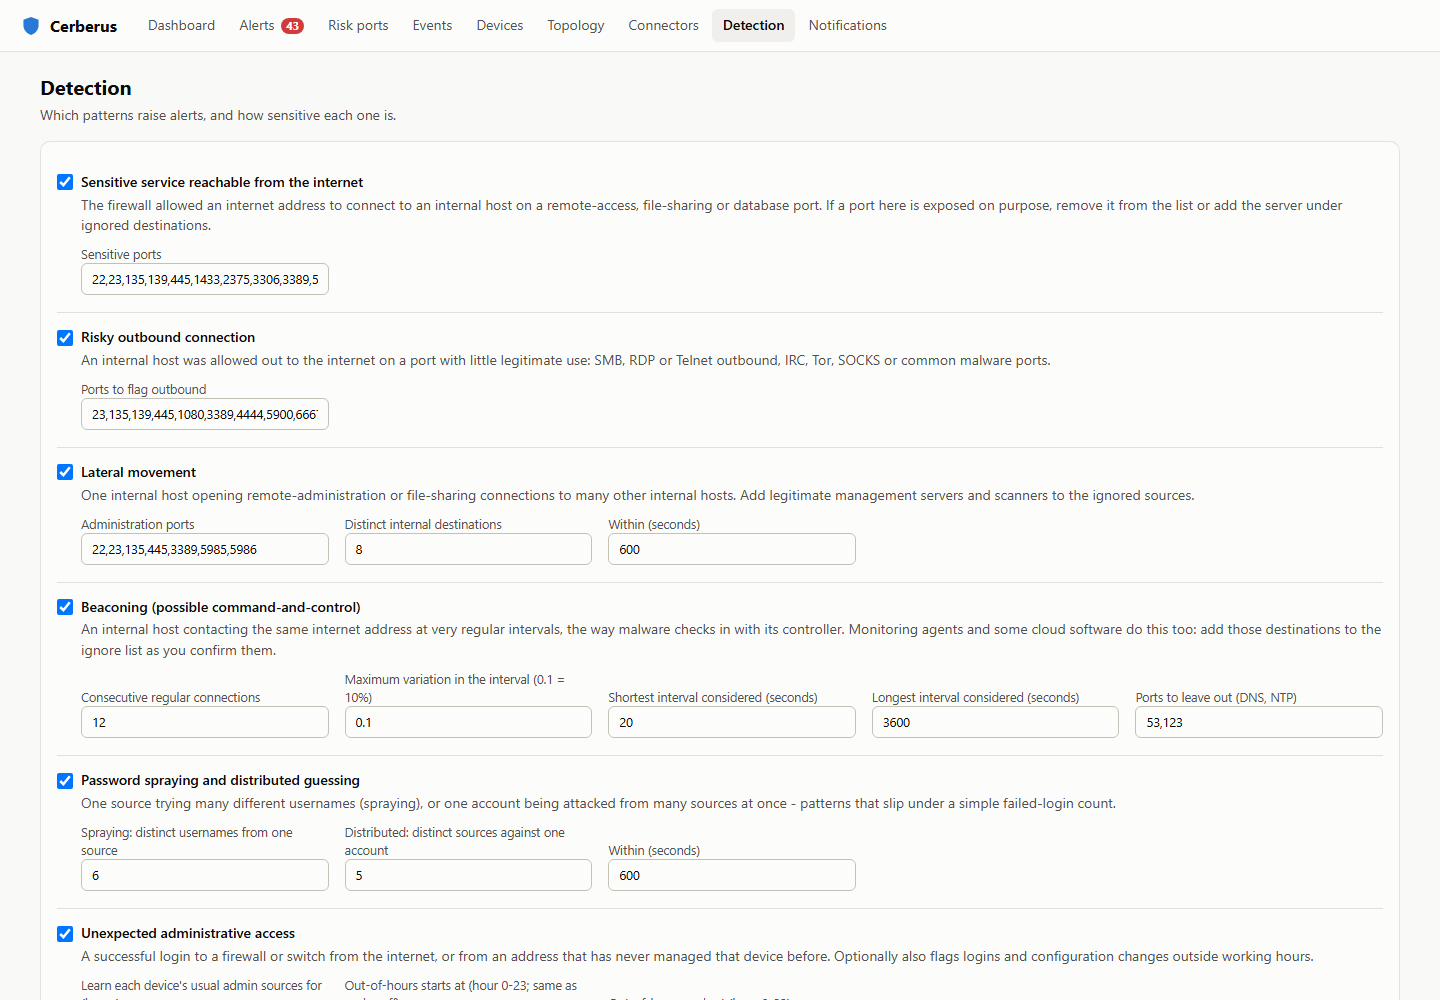 Cerberus
Dashboard
Alerts 43
Risk ports
Events
Devices
Topology
Connectors
Detection
Notifications
Detection
Which patterns raise alerts, and how sensitive each one is.
Sensitive service reachable from the internet
The firewall allowed an internet address to connect to an internal host on a remote-access, file-sharing or database port. If a port here is exposed on purpose, remove it from the list or add the server under
ignored destinations.
Sensitive ports
22,23,135,139,445,1433,2375,3306,3389,5
Risky outbound connection
An internal host was allowed out to the internet on a port with little legitimate use: SMB, RDP or Telnet outbound, IRC, Tor, SOCKS or common malware ports.
Ports to flag outbound
23,135,139,445,1080,3389,4444,5900,666
Lateral movement
One internal host opening remote-administration or file-sharing connections to many other internal hosts. Add legitimate management servers and scanners to the ignored sources.
Administration ports
22,23,135,445,3389,5985,5986
Distinct internal destinations
8
Within (seconds)
600
Beaconing (possible command-and-control)
An internal host contacting the same internet address at very regular intervals, the way malware checks in with its controller. Monitoring agents and some cloud software do this too: add those destinations to the
ignore list as you confirm them.
Consecutive regular connections
12
Maximum variation in the interval (0.1 =
10%)
0.1
Shortest interval considered (seconds)
20
Longest interval considered (seconds)
3600
Ports to leave out (DNS, NTP)
53,123
Password spraying and distributed guessing
One source trying many different usernames (spraying), or one account being attacked from many sources at once - patterns that slip under a simple failed-login count.
Spraying: distinct usernames from one
source
6
Distributed: distinct sources against one
account
5
Within (seconds)
600
Unexpected administrative access
A successful login to a firewall or switch from the internet, or from an address that has never managed that device before. Optionally also flags logins and configuration changes outside working hours.
Learn each device's usual admin sources for
Out-of-hours starts at (hour 0-23; same as